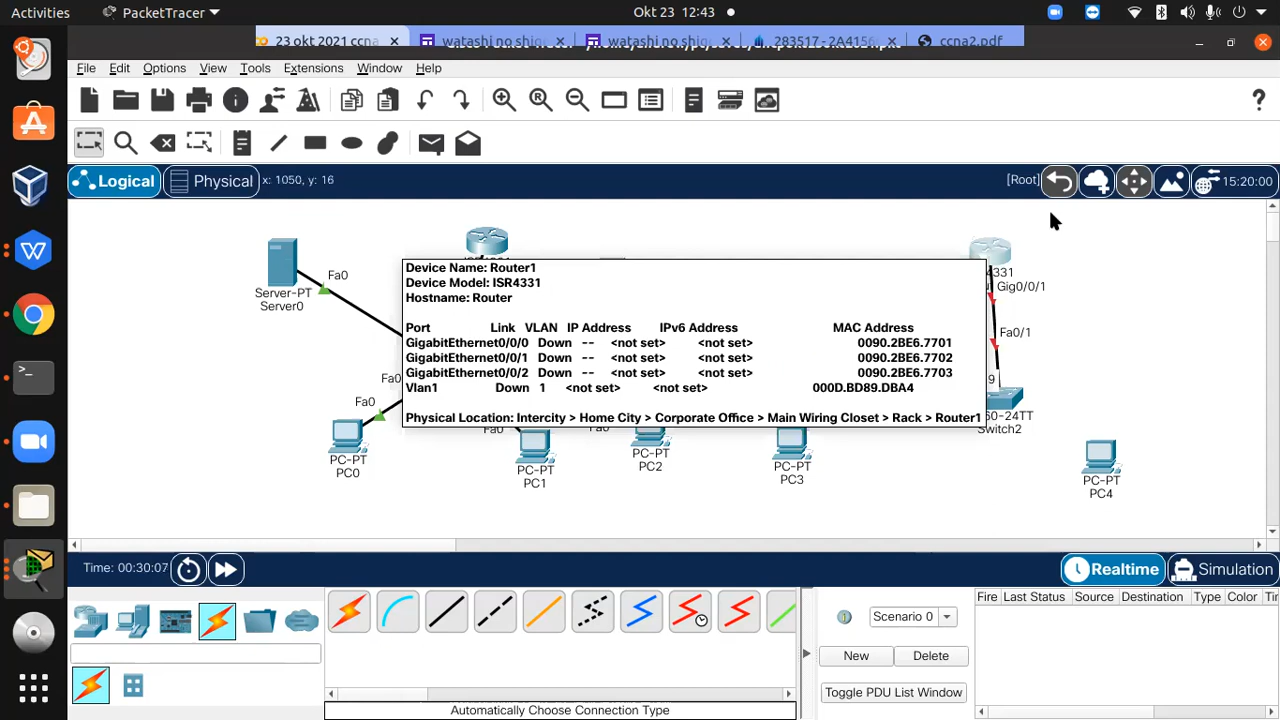 Activities PacketTracer Okt 23 12:43
23 okt 2021 ccna watashi no shig watashi no shig 283517 - 2A4156 ccna2.pdf
File Edit Options View Tools Extensions Window Help
Logical Physical x: 1050, y: 16 [Root] 15:20:00
Fa0
Server-PT
Server0
Device Name: Router1
Device Model: ISR4331
Hostname: Router
Port Link VLAN IP Address IPv6 Address MAC Address
GigabitEthernet0/0/0 Down -- <not set> <not set> 0090.2BE6.7701
GigabitEthernet0/0/1 Down -- <not set> <not set> 0090.2BE6.7702
GigabitEthernet0/0/2 Down -- <not set> <not set> 0090.2BE6.7703
Vlan1 Down 1 <not set> <not set> 000D.BD89.DBA4
Physical Location: Intercity > Home City > Corporate Office > Main Wiring Closet > Rack > Router1
4331
Gig0/0/1
Fa0/1
9
60-24TT
Switch2
Fa0
Fa0
PC-PT
PC0
Fa0
PC-PT
PC1
Fa0
PC-PT
PC2
PC-PT
PC3
PC-PT
PC4
Time: 00:30:07 Realtime Simulation
Scenario 0
New Delete
Toggle PDU List Window
Fire Last Status Source Destination Type Color Tir
Automatically Choose Connection Type